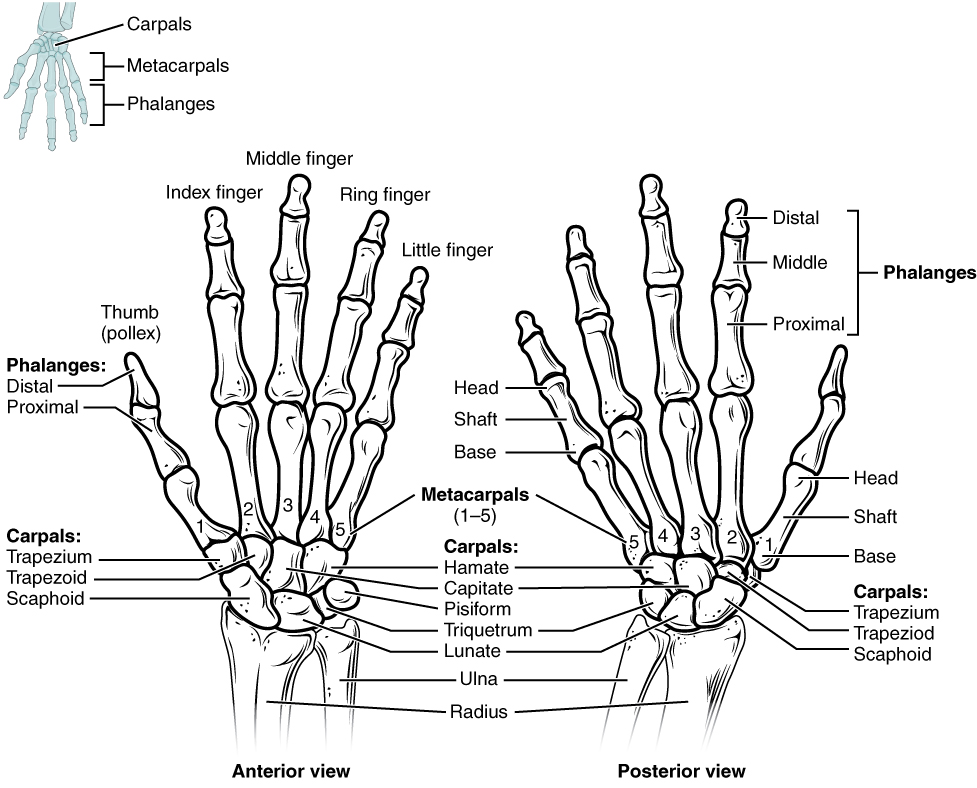 Carpals
Metacarpals
Phalanges
Middle finger
Index finger
Ring finger
Little finger
Thumb
(pollex)
Phalanges:
Distal
Proximal
Carpals:
Trapezium
Trapezoid
Scaphoid
1
2
3
4
5
Metacarpals
(1–5)
Carpals:
Hamate
Capitate
Pisiform
Triquetrum
Lunate
Ulna
Radius
Anterior view
Distal
Middle
Proximal
Phalanges
Head
Shaft
Base
5
4
3
2
1
Head
Shaft
Base
Carpals:
Trapezium
Trapeziod
Scaphoid
Posterior view